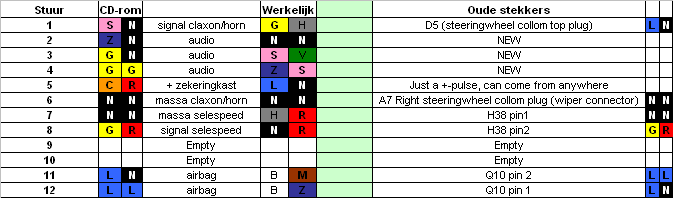 Stuur CD-rom Werkelijk Oude stekkers
1 S N signal claxon/horn G H D5 (steeringwheel collom top plug) L N
2 Z N audio N N NEW
3 G N audio S V NEW
4 G G audio Z S NEW
5 C R + zekeringkast L N Just a +-pulse, can come from anywhere
6 N N massa claxon/horn N N A7 Right steeringwheel collom plug (wiper connector) N N
7 N N massa selespeed H R H38 pin1 N N
8 G R signal selespeed N R H38 pin2 G R
9 Empty Empty
10 Empty Empty
11 L N airbag B M Q10 pin 2 L L
12 L L airbag B Z Q10 pin 1 L N